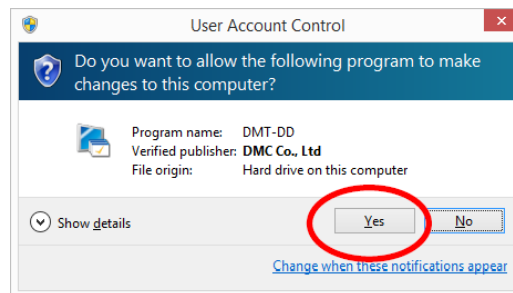 User Account Control
Do you want to allow the following program to make
changes to this computer?
Program name: DMT-DD
Verified publisher: DMC Co., Ltd
File origin: Hard drive on this computer
Show details
Yes No
Change when these notifications appear